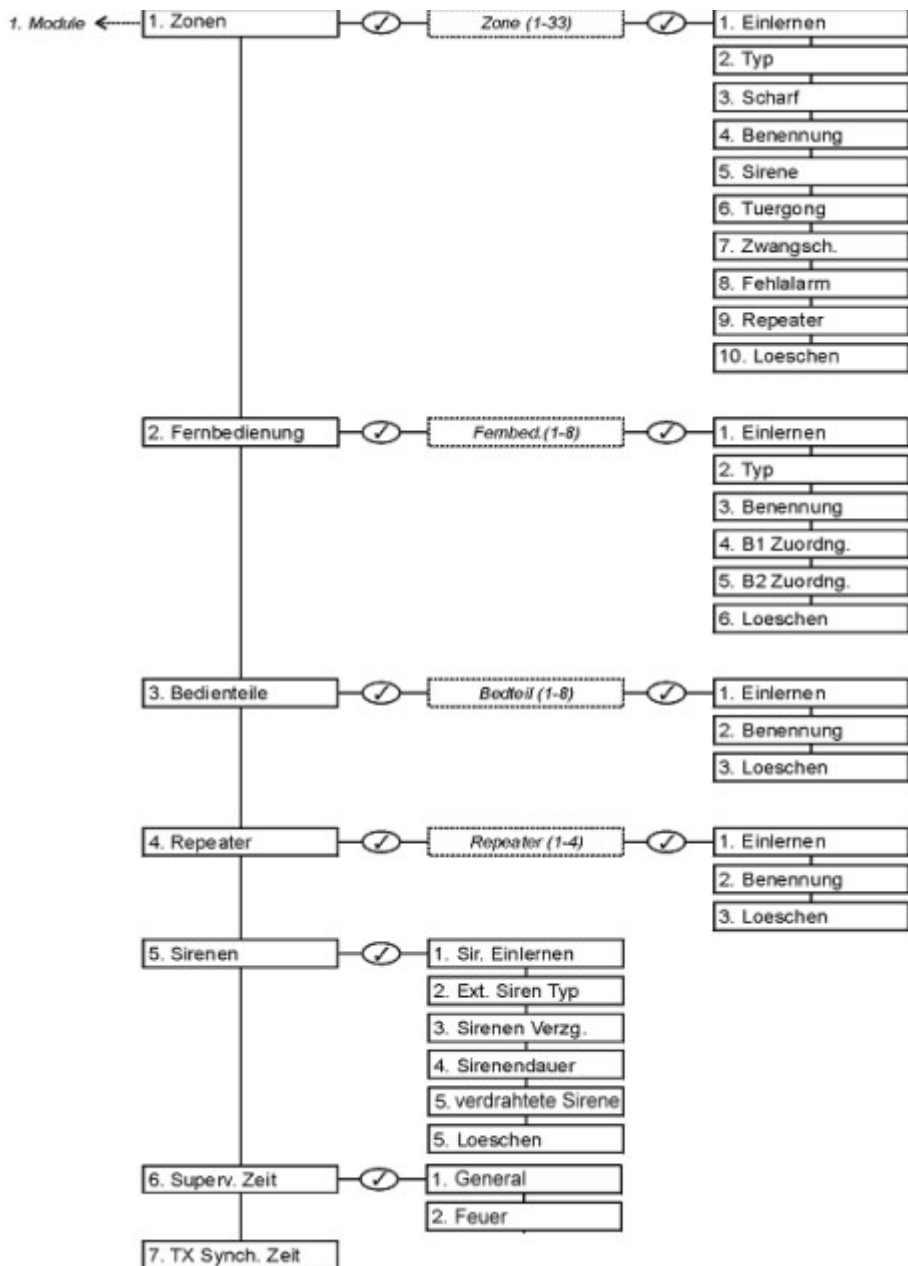 1. Module
1. Zonen
Zone (1-33)
1. Einlernen
2. Typ
3. Scharf
4. Benennung
5. Sirene
6. Tuergong
7. Zwangsch.
8. Fehlalarm
9. Repeater
10. Loeschen
2. Fernbedienung
Fernbed.(1-8)
1. Einlernen
2. Typ
3. Benennung
4. B1 Zuordng.
5. B2 Zuordng.
6. Loeschen
3. Bedienteile
Bedteil (1-8)
1. Einlernen
2. Benennung
3. Loeschen
4. Repeater
Repeater (1-4)
1. Einlernen
2. Benennung
3. Loeschen
5. Sirenen
1. Sir. Einlernen
2. Ext. Siren Typ
3. Sirenen Verzg.
4. Sirenendauer
5. verdrahtete Sirene
5. Loeschen
6. Superv. Zeit
1. General
2. Feuer
7. TX Synch. Zeit